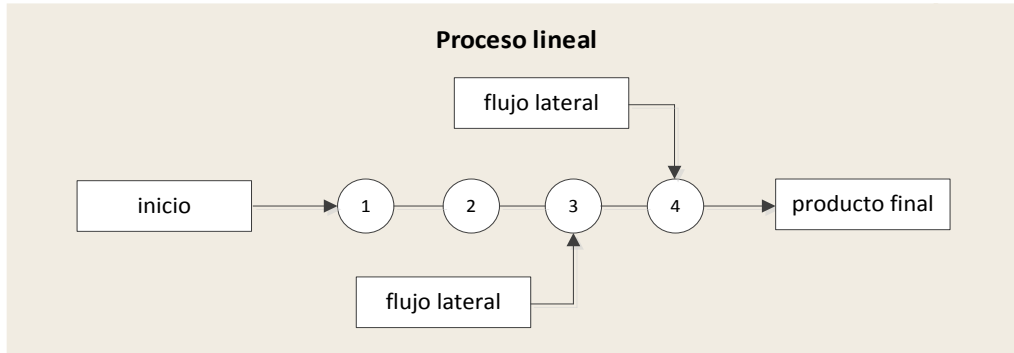 Proceso lineal
flujo lateral
inicio
1
2
3
4
producto final
flujo lateral